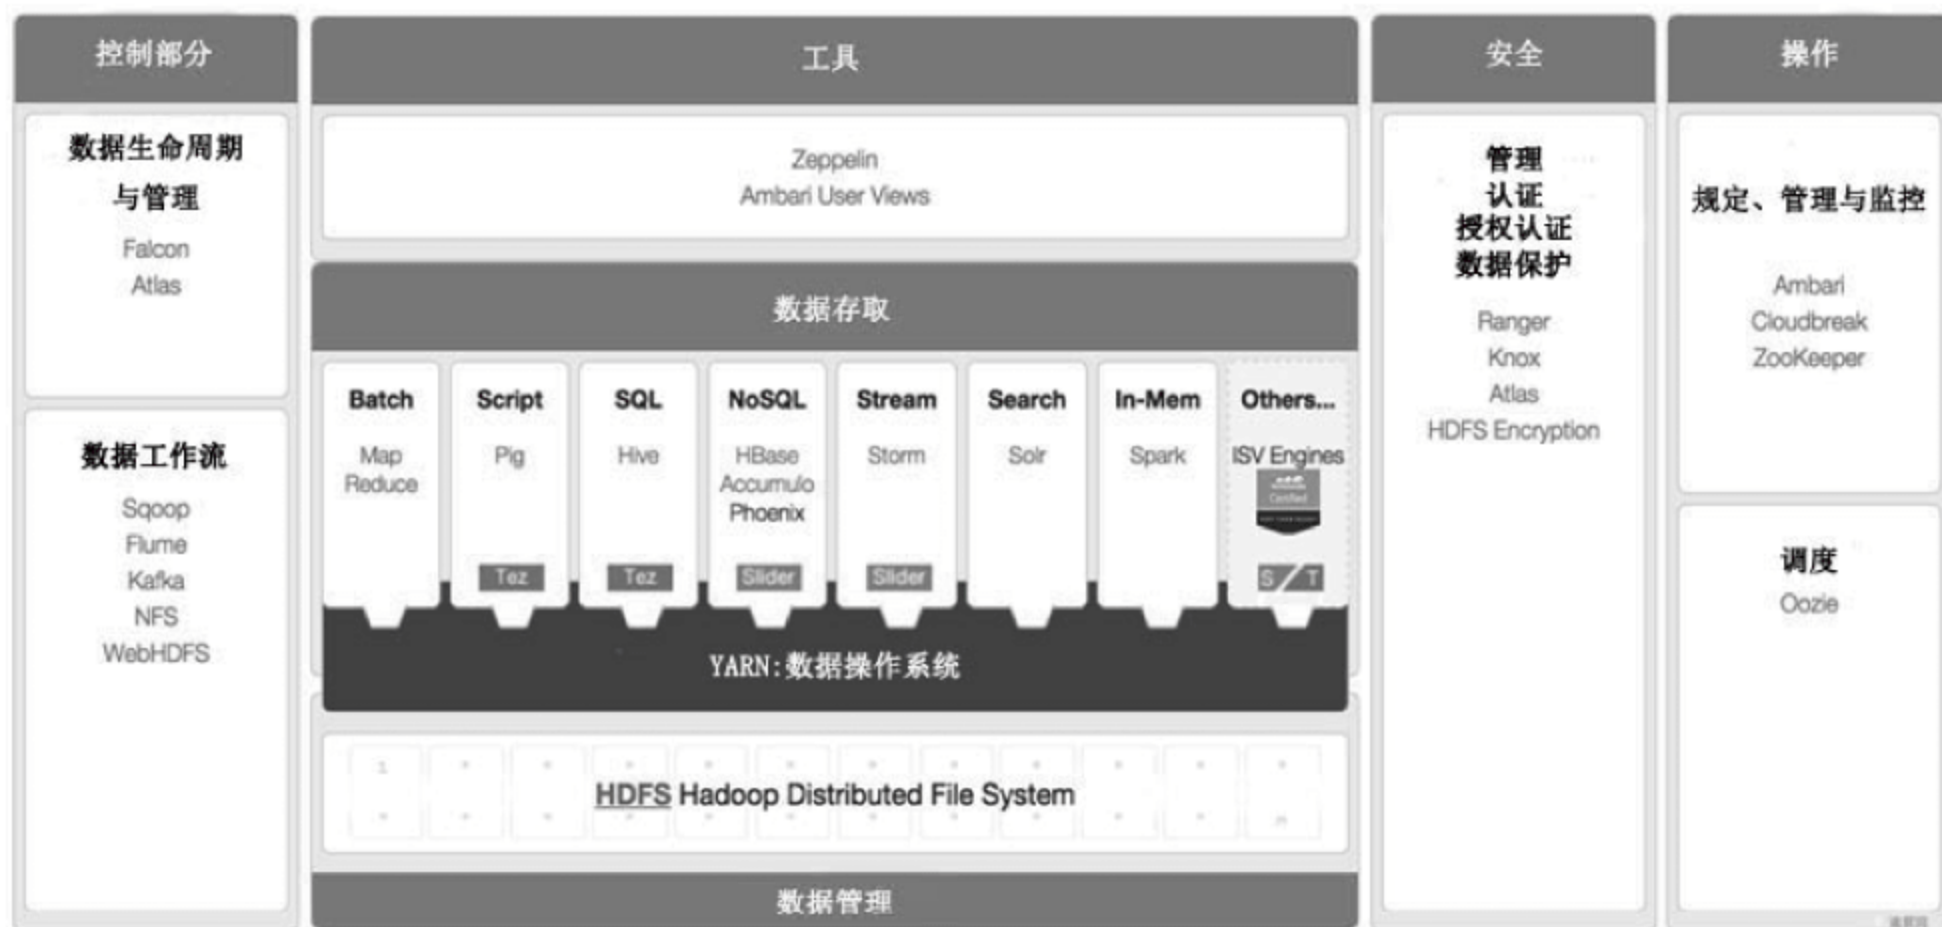 控制部分
数据生命周期
与管理
Falcon
Atlas
数据工作流
Sqoop
Flume
Kafka
NFS
WebHDFS
工具
Zeppelin
Ambari User Views
数据存取
Batch
Map
Reduce
Script
Pig
Tez
SQL
Hive
Tez
NoSQL
HBase
Accumulo
Phoenix
Slider
Stream
Storm
Slider
Search
Solr
In-Mem
Spark
Others...
ISV Engines
Certified
S T
YARN:数据操作系统
HDFS Hadoop Distributed File System
数据管理
安全
管理
认证
授权认证
数据保护
Ranger
Knox
Atlas
HDFS Encryption
操作
规定、管理与监控
Ambari
Cloudbreak
ZooKeeper
调度
Oozie